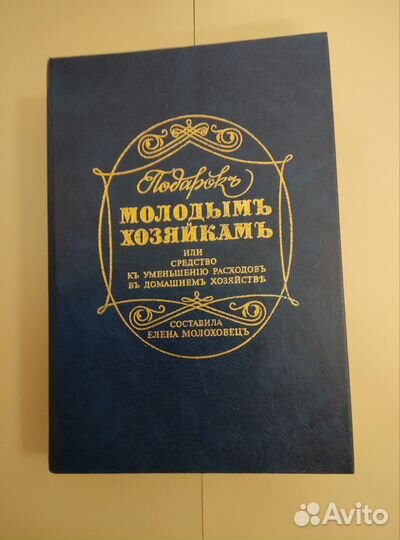 Подарокъ
МОЛОДЫМЪ
ХОЗЯЙКАМЪ
ИЛИ
СРЕДСТВО
КЪ УМЕНЬШЕНІЮ РАСХОДОВЪ
ВЪ ДОМАШНЕМЪ ХОЗЯЙСТВѢ
СОСТАВИЛА
ЕЛЕНА МОЛОХОВЕЦЪ
Avito